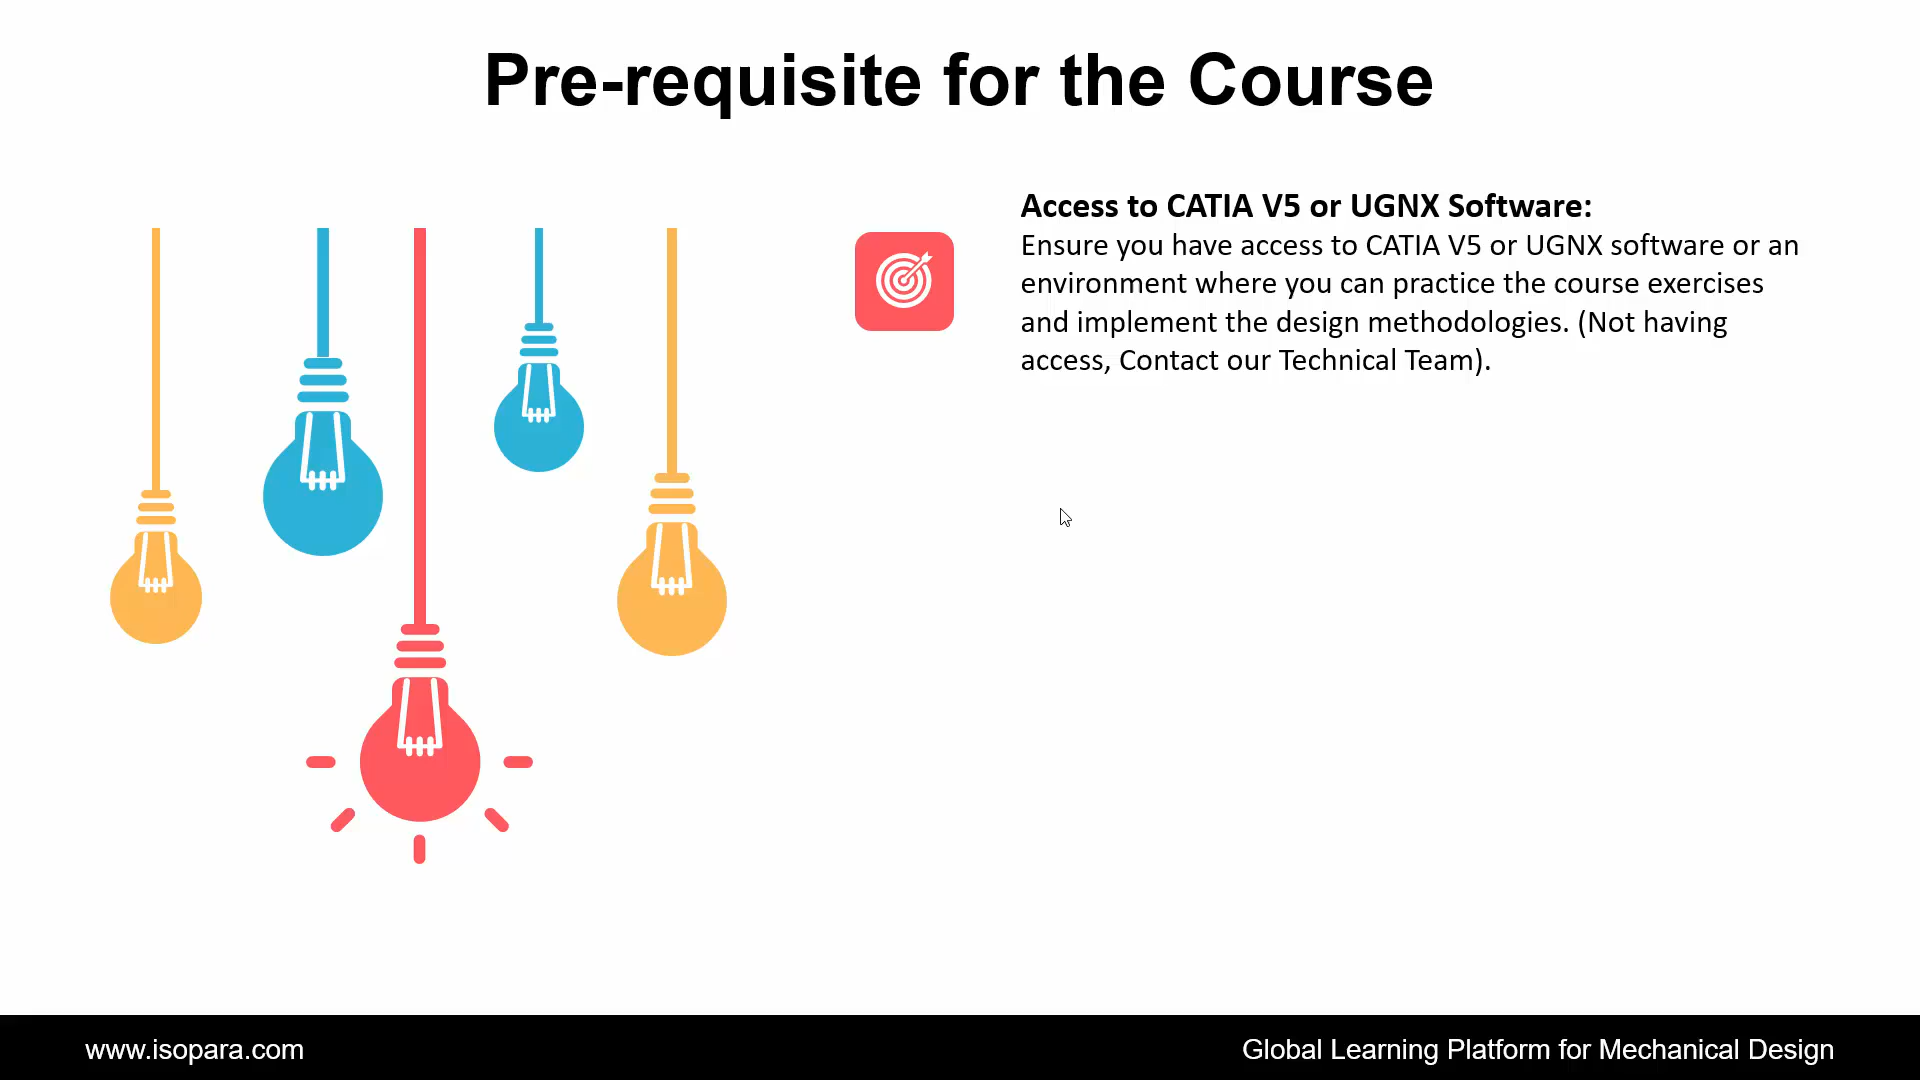 Pre-requisite for the Course
Access to CATIA V5 or UGNX Software:
Ensure you have access to CATIA V5 or UGNX software or an
environment where you can practice the course exercises
and implement the design methodologies. (Not having
access, Contact our Technical Team).
www.isopara.com
Global Learning Platform for Mechanical Design